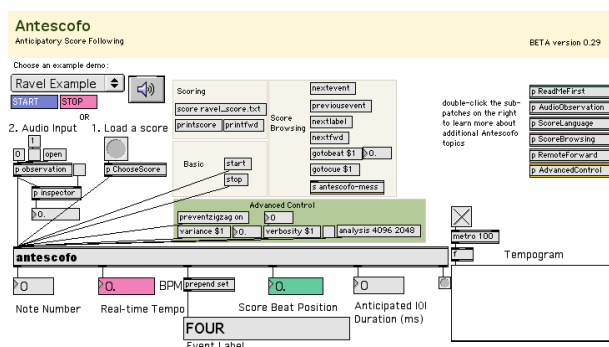 Antescofo
Anticipatory Score Following
BETA version 0.29
Choose an example demo:
Ravel Example
START
STOP
OR
2. Audio Input
1. Load a score
1
0
open
p observation
p ChooseScore
p inspector
0.
Scoring
score ravel_score.txt
printscore
printfwd
Basic
start
stop
Score
Browsing
nextevent
previousevent
nextlabel
nextfwd
gotobeat $1
0.
gotocue $1
s antescofo-mess
Advanced Control
preventzigzag on
0
variance $1
0.
verbosity $1
analysis 4096 2048
double-click the sub-
patches on the right
to learn more about
additional Antescofo
topics
p ReadMeFirst
p AudioObservation
p ScoreLanguage
p ScoreBrowsing
p RemoteForward
p AdvancedControl
metro 100
f
Tempogram
antescofo
0
Note Number
0.
BPM
Real-time Tempo
prepend set
0.
Score Beat Position
0
Anticipated IOI
Duration (ms)
FOUR
Event Label